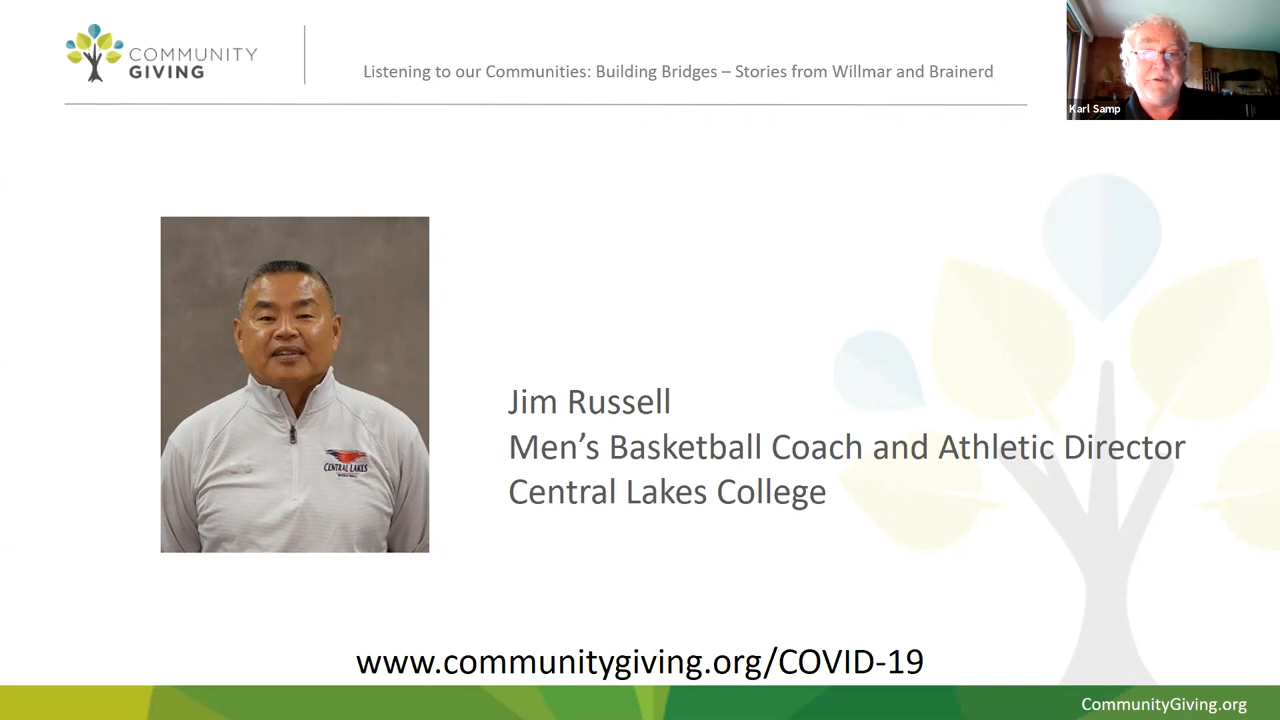 COMMUNITY
GIVING
Listening to our Communities: Building Bridges – Stories from Willmar and Brainerd
Karl Samp
CENTRAL LAKES
Jim Russell
Men’s Basketball Coach and Athletic Director
Central Lakes College
www.communitygiving.org/COVID-19
CommunityGiving.org